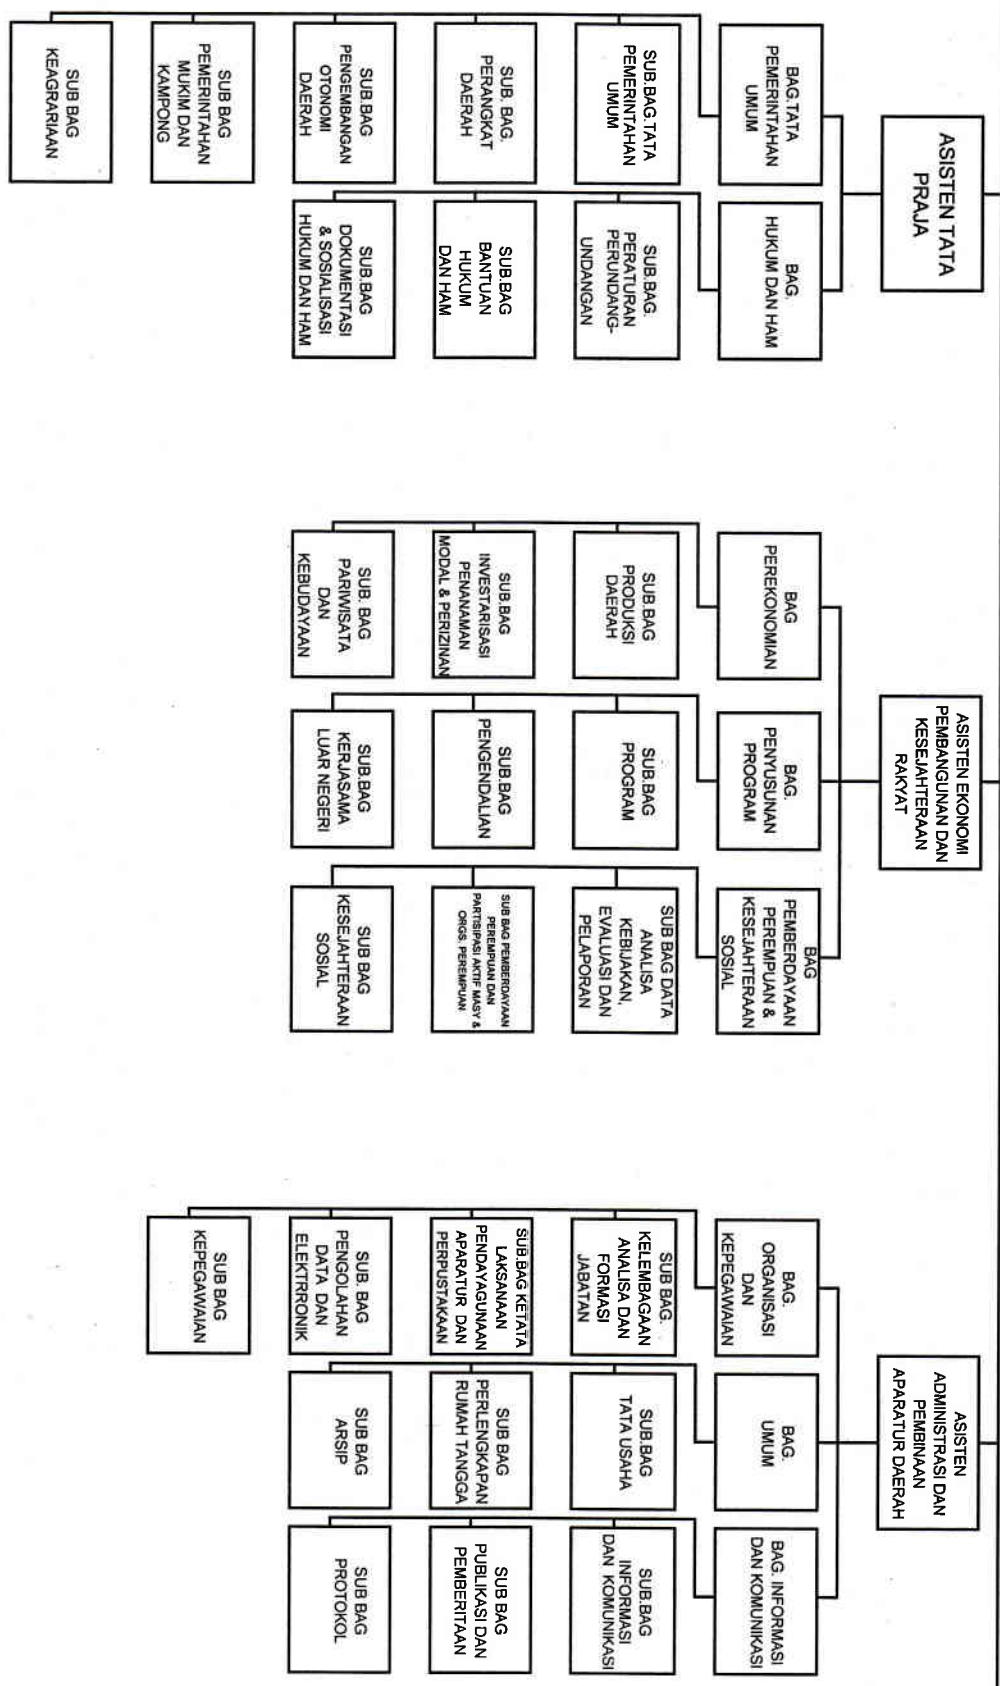 ASISTEN TATA
PRAJA
BAG.TATA
PEMERINTAHAN
UMUM
SUB.BAG.TATA
PEMERINTAHAN
UMUM
SUB. BAG.
PERANGKAT
DAERAH
SUB.BAG
PENGEMBANGAN
OTONOMI
DAERAH
SUB BAG
PEMERINTAHAN
MUKIM DAN
KAMPONG
SUB BAG
KEAGRARIAAN
BAG.
HUKUM DAN HAM
SUB.BAG.
PERATURAN
PERUNDANG-
UNDANGAN
SUB.BAG
BANTUAN
HUKUM
DAN HAM
SUB.BAG
DOKUMENTASI
& SOSIALISASI
HUKUM DAN HAM
ASISTEN EKONOMI
PEMBANGUNAN DAN
KESEJAHTERAAN
RAKYAT
BAG
PEREKONOMIAN
SUB.BAG
PRODUKSI
DAERAH
SUB.BAG
INVESTARISASI
PENANAMAN
MODAL & PERIZINAN
SUB. BAG
PARIWISATA
DAN
KEBUDAYAAN
BAG.
PENYUSUNAN
PROGRAM
SUB.BAG
PROGRAM
SUB.BAG
PENGENDALIAN
SUB.BAG
KERJASAMA
LUAR NEGERI
BAG
PEMBERDAYAAN
PEREMPUAN &
KESEJAHTERAAN
SOSIAL
SUB BAG DATA
ANALISA
KEBIJAKAN,
EVALUASI DAN
PELAPORAN
SUB BAG PEMBERDAYAAN
PEREMPUAN DAN
PARTISIPASI AKTIF MASY &
ORGS. PEREMPUAN
SUB BAG
KESEJAHTERAAN
SOSIAL
ASISTEN
ADMINISTRASI DAN
PEMBINAAN
APARATUR DAERAH
BAG.
ORGANISASI
DAN
KEPEGAWAIAN
SUB BAG.
KELEMBAGAAN
ANALISA DAN
FORMASI
JABATAN
SUB.BAG KETATA
LAKSANAAN
PENDAYAGUNAAN
APARATUR DAN
PERPUSTAKAAN
SUB. BAG
PENGOLAHAN
DATA DAN
ELEKTRRONIK
SUB BAG
KEPEGAWAIAN
BAG.
UMUM
SUB.BAG
TATA USAHA
SUB BAG
PERLENGKAPAN
RUMAH TANGGA
SUB BAG
ARSIP
BAG. INFORMASI
DAN KOMUNIKASI
SUB.BAG
INFORMASI
DAN KOMUNIKASI
SUB BAG
PUBLIKASI DAN
PEMBERITAAN
SUB BAG
PROTOKOL